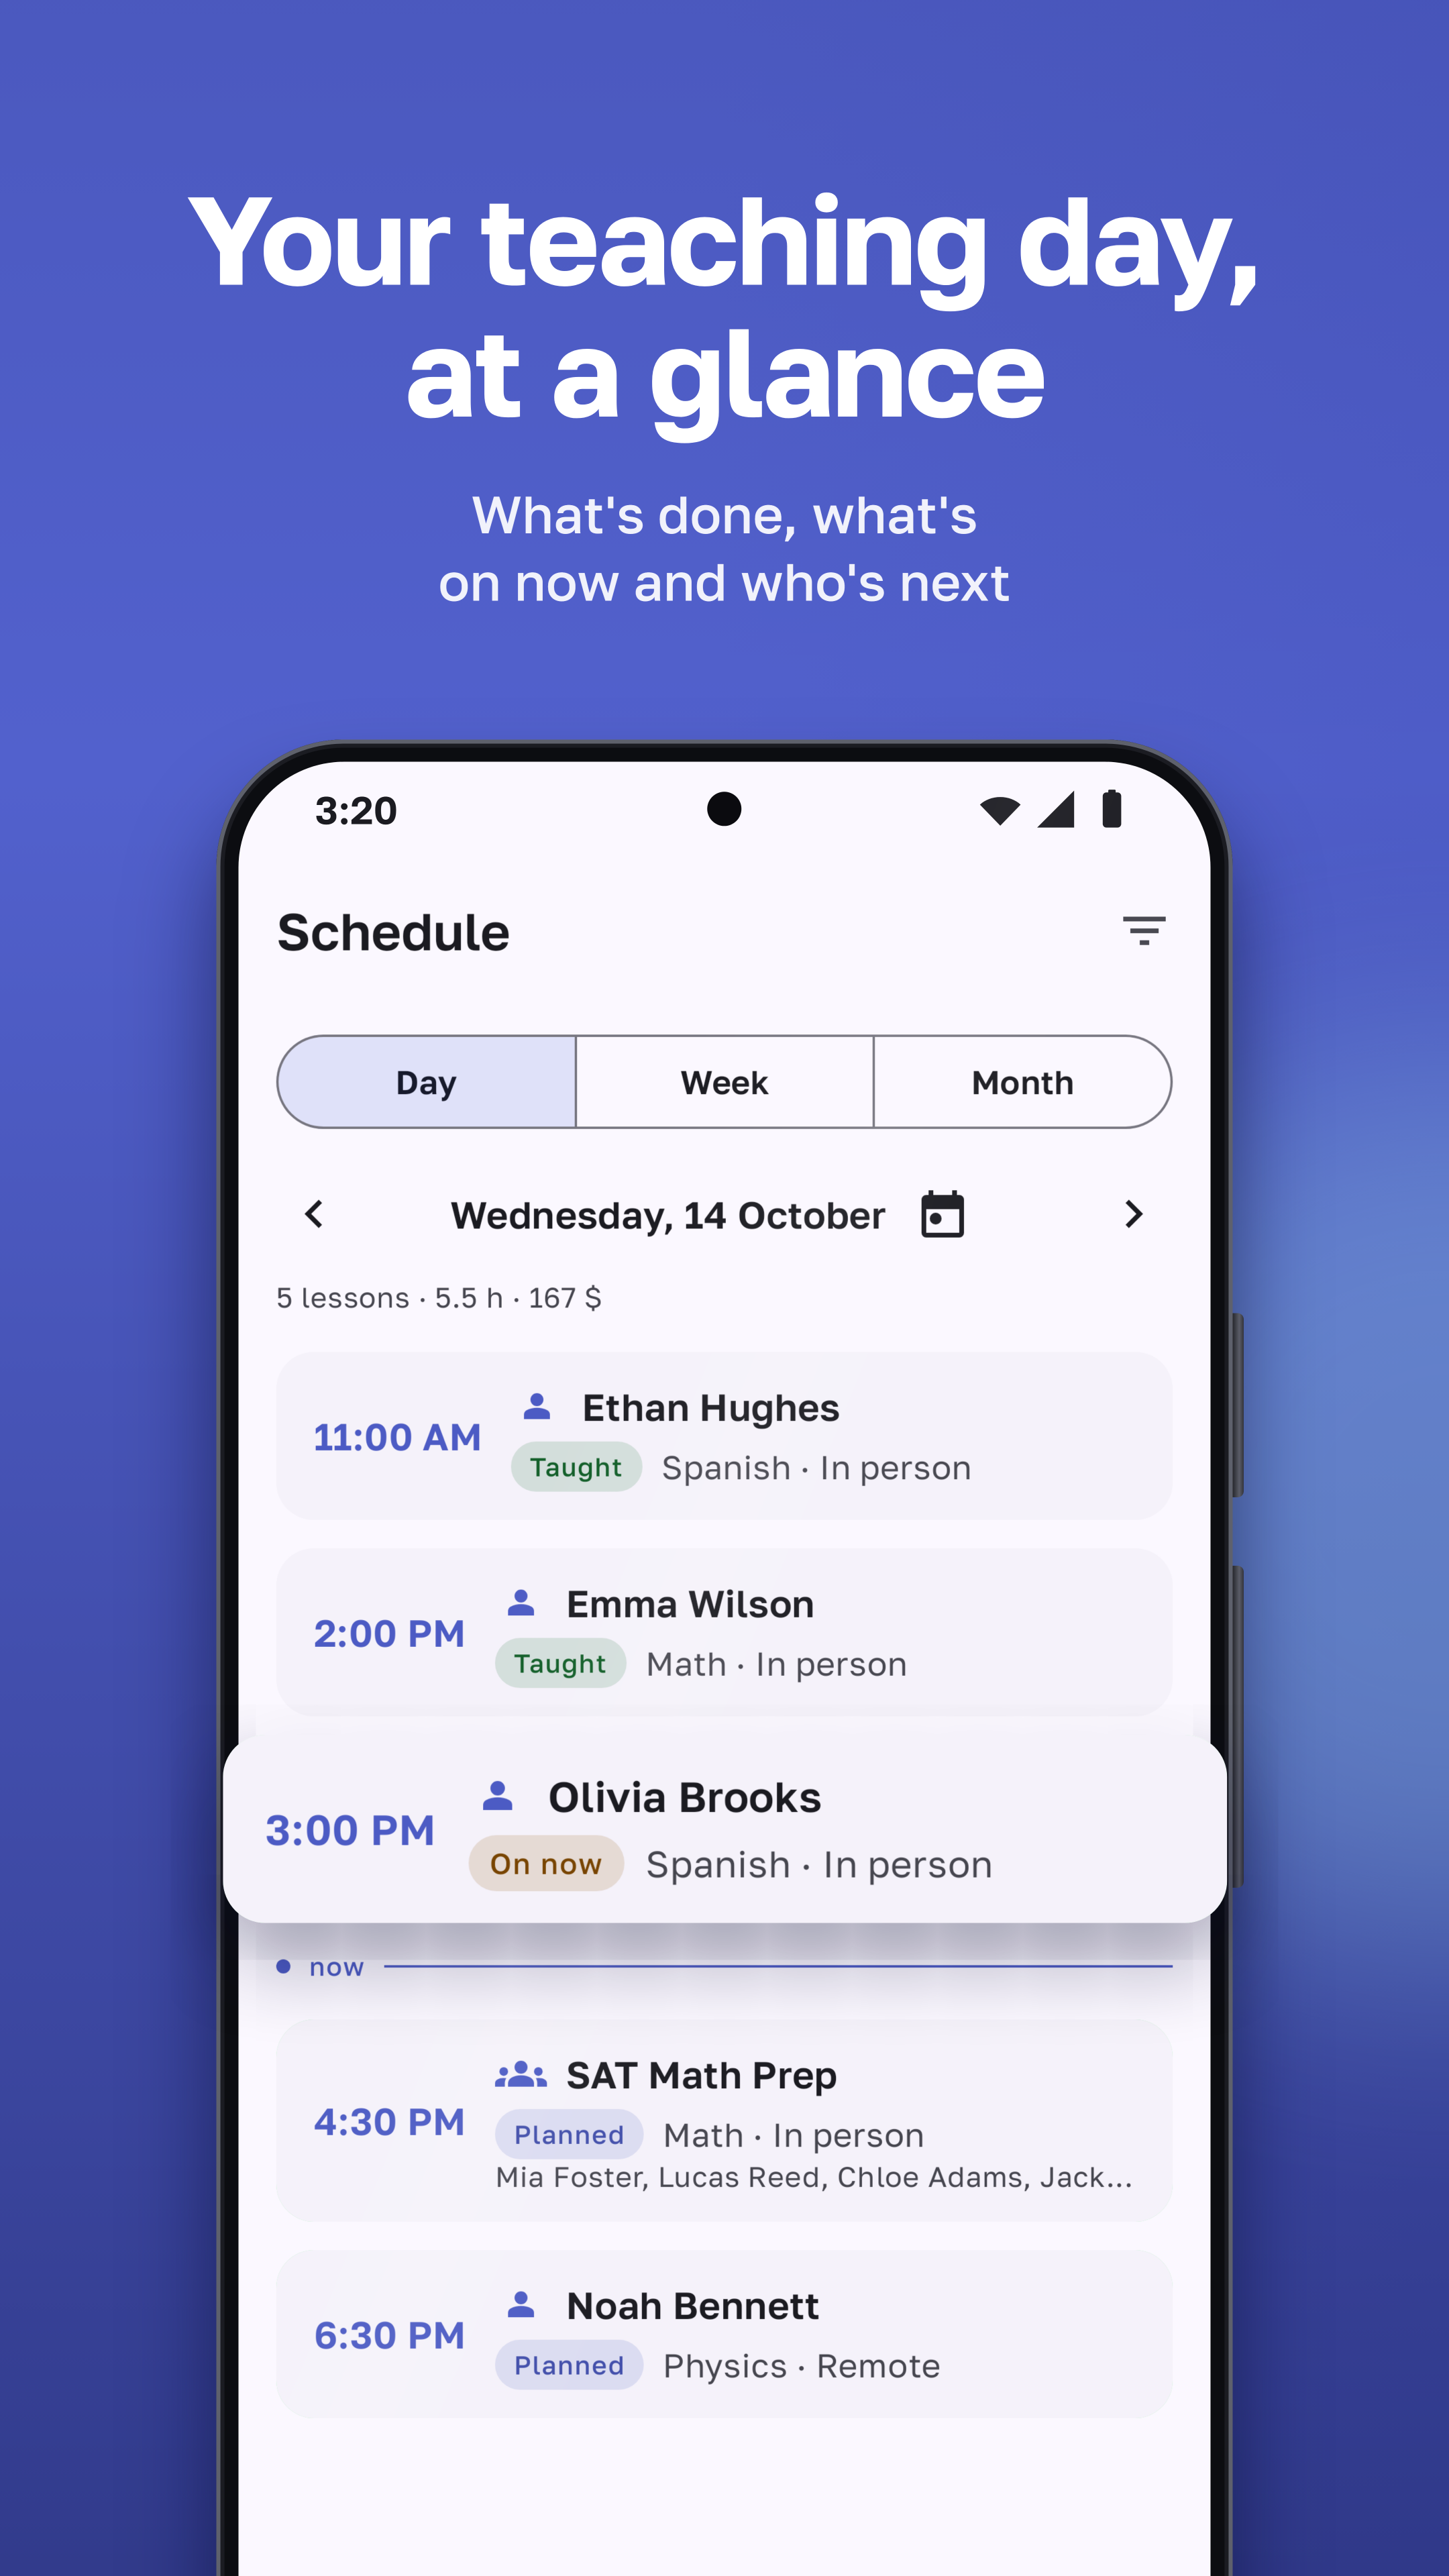 Your teaching day,
at a glance
What's done, what's
on now and who's next
3:20
Schedule
Day
Week
Month
Wednesday, 14 October
5 lessons · 5.5 h · 167 $
11:00 AM
Ethan Hughes
Taught
Spanish · In person
2:00 PM
Emma Wilson
Taught
Math · In person
3:00 PM
Olivia Brooks
On now
Spanish · In person
now
4:30 PM
SAT Math Prep
Planned
Math · In person
Mia Foster, Lucas Reed, Chloe Adams, Jack...
6:30 PM
Noah Bennett
Planned
Physics · Remote